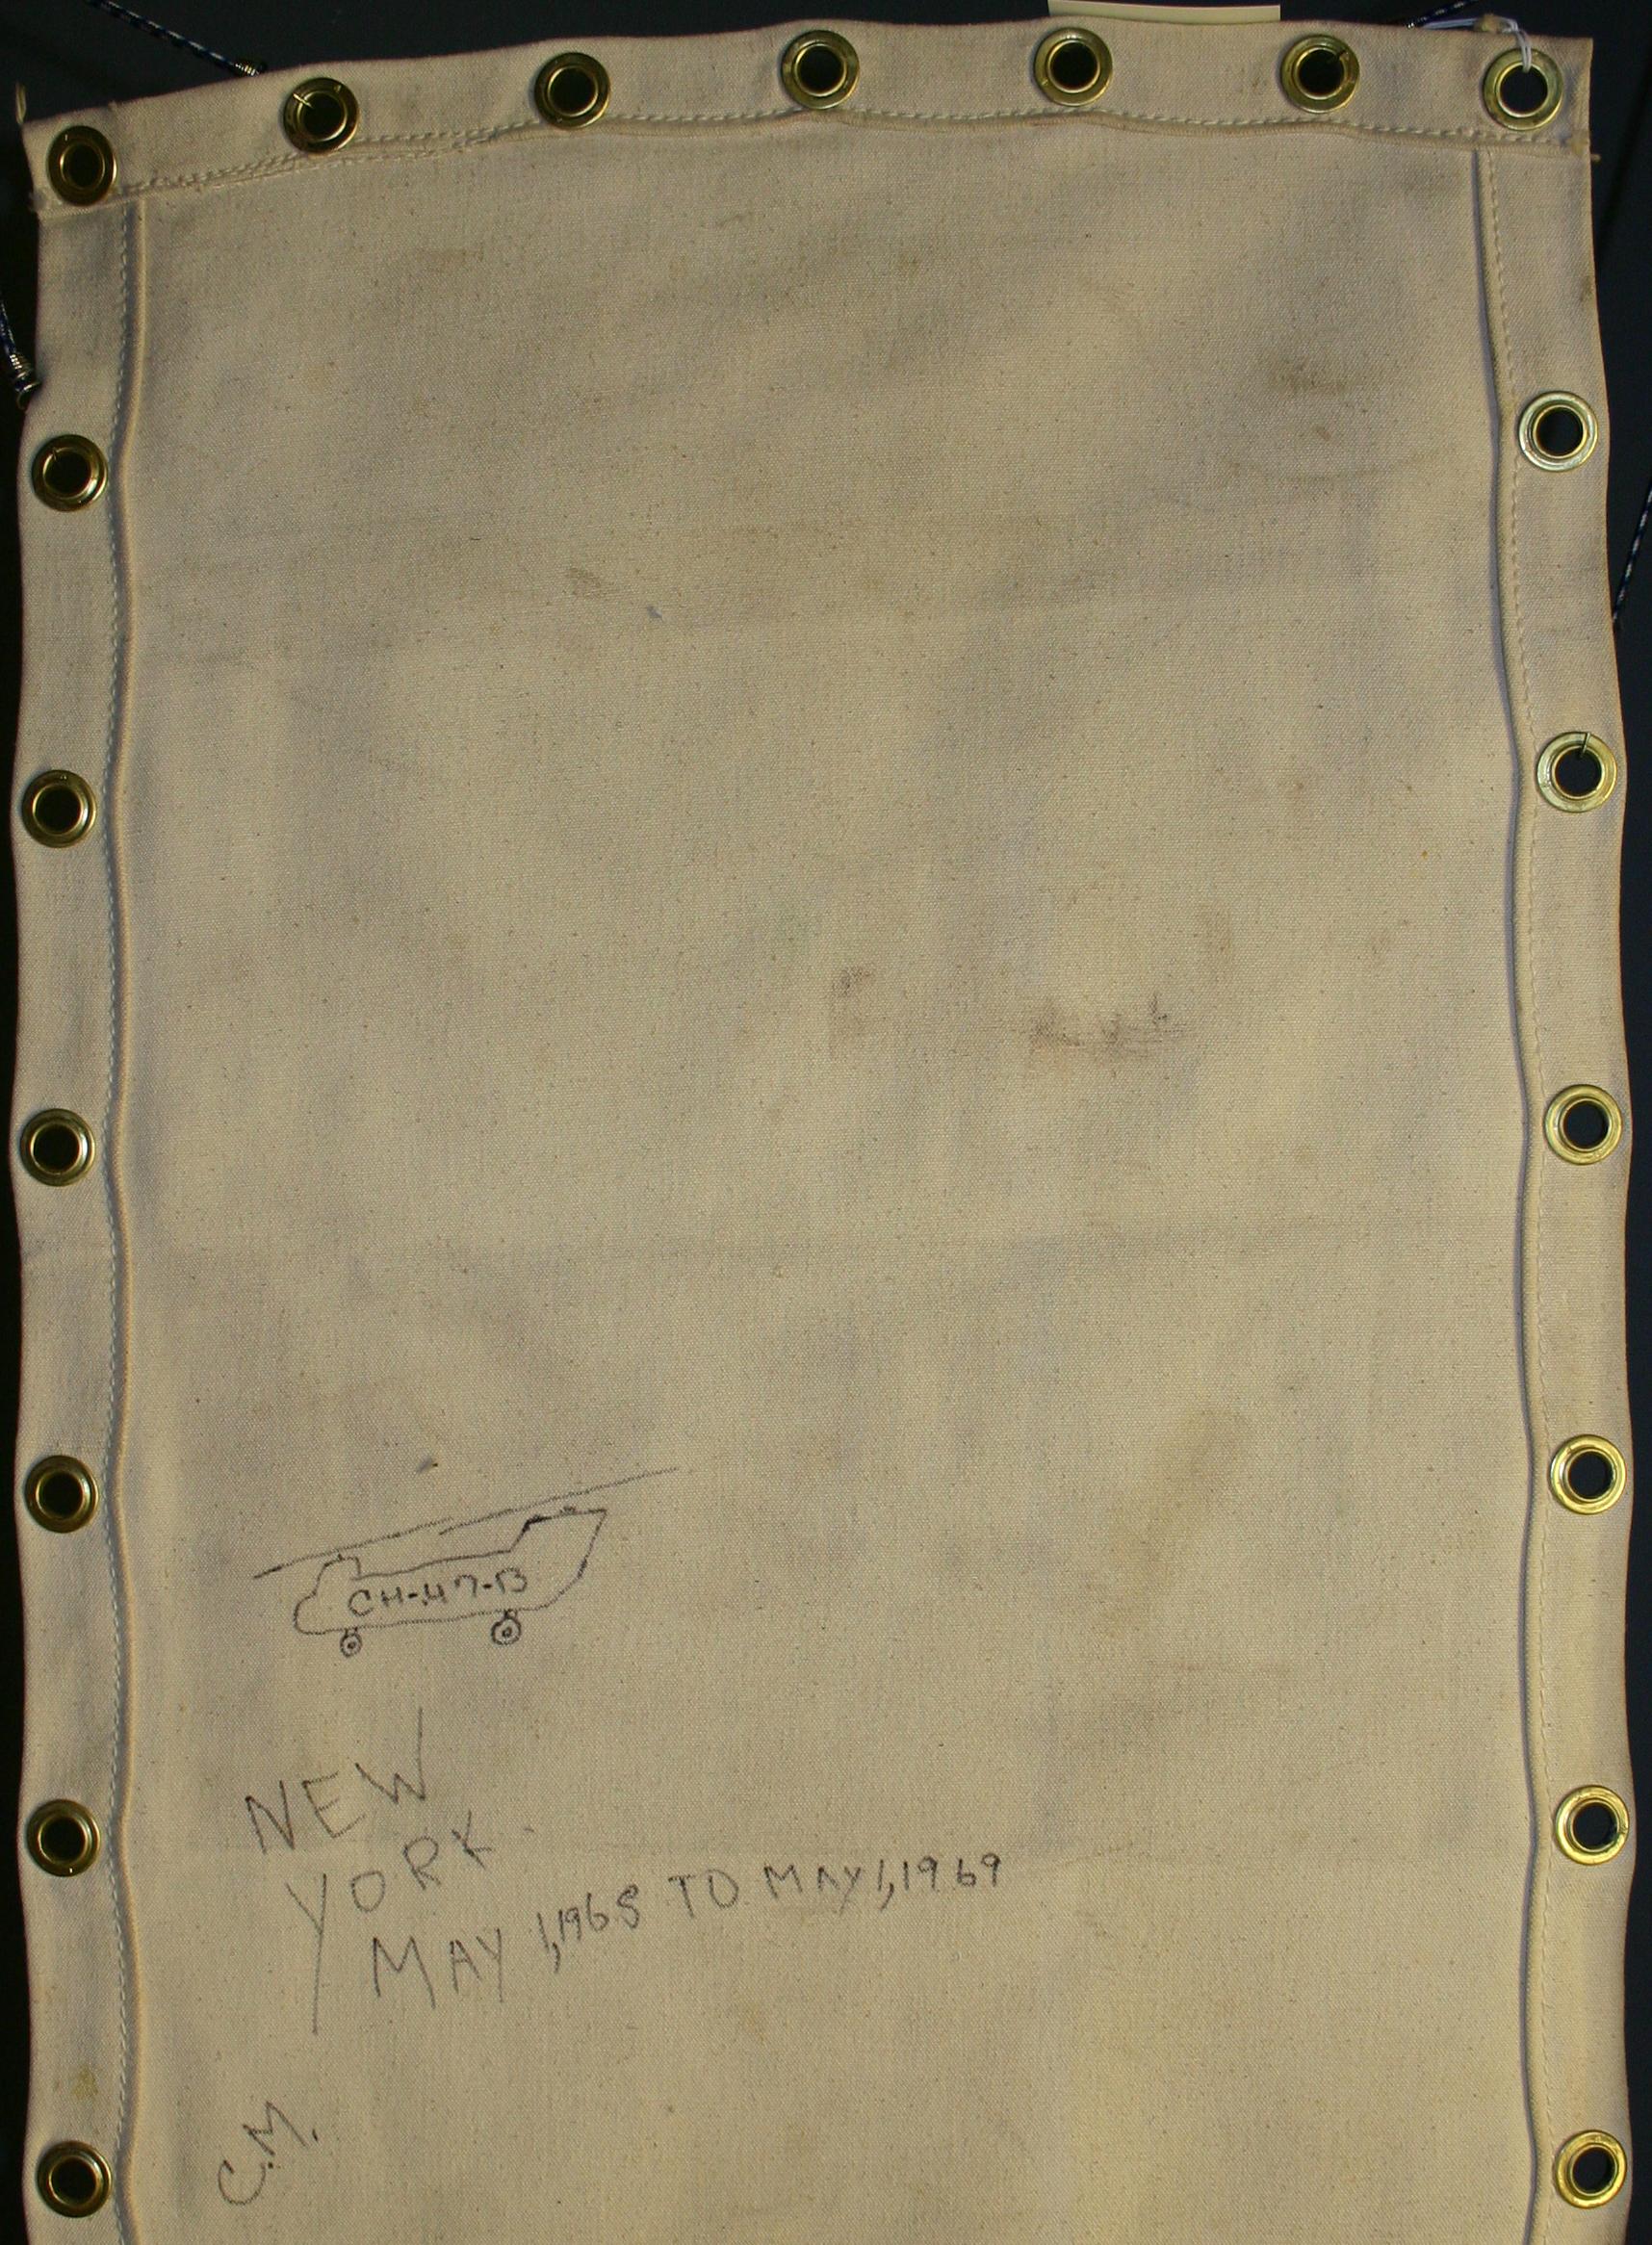 CH-47-B
NEW
YORK.
MAY 1,1968 TO MAY 1,1969
C.M.